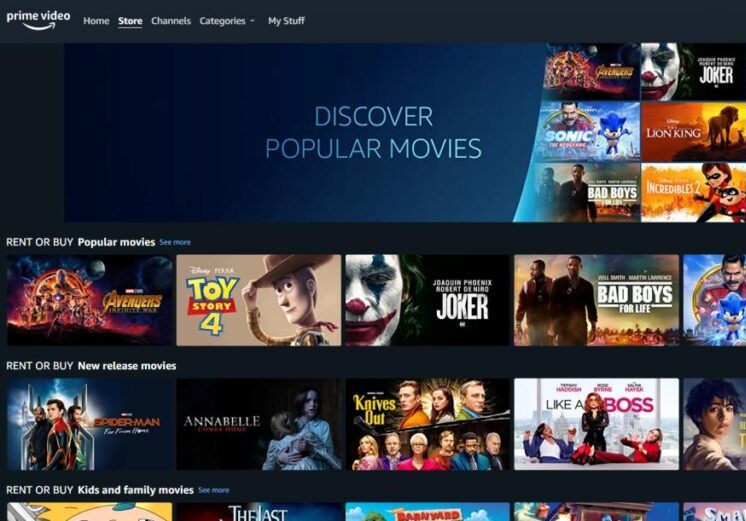 prime video
Home Store Channels Categories My Stuff
DISCOVER
POPULAR MOVIES
AVENGERS
JOAQUIN PHOENIX
ROBERT DE NIRO
JOKER
SONIC
THE HEDGEHOG
Disney
THE
LION KING
WILL SMITH MARTIN LAWRENCE
BAD BOYS
FOR LIFE
INCREDIBLES 2
RENT OR BUY Popular movies See more
MARVEL STUDIOS
AVENGERS
INFINITY WAR
Disney PIXAR
TOY
STORY
4
JOAQUIN PHOENIX
ROBERT DE NIRO
JOKER
DC
WILL SMITH MARTIN LAWRENCE
BAD BOYS
FOR LIFE
RENT OR BUY New release movies
SPIDER-MAN
FAR FROM HOME
ANNABELLE
COMES HOME
Knives
Out
TIFFANY
HADDISH
ROSE
BYRNE
SALMA
HAYEK
LIKE A BOSS
RENT OR BUY Kids and family movies See more
THE LAST
BARNYARD